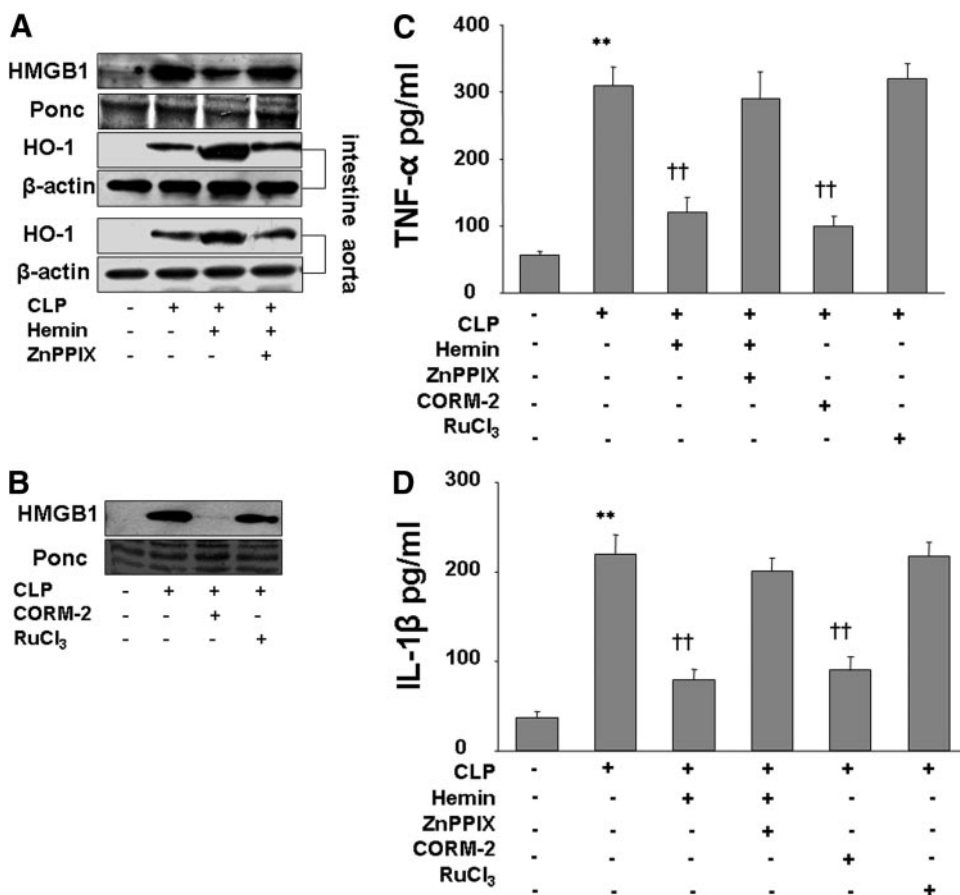 A
HMGB1
Ponc
HO-1
β-actin
HO-1
β-actin
intestine aorta
CLP - + + +
Hemin - - + +
ZnPPIX - - - +
B
HMGB1
Ponc
CLP - + + +
CORM-2 - - + -
RuCl₃ - - - +
C
TNF-α pg/ml
400
300
200
100
0
**
††
††
CLP - + + + + +
Hemin - - + + - -
ZnPPIX - - - + - -
CORM-2 - - - - + -
RuCl₃ - - - - - +
D
IL-1β pg/ml
300
200
100
0
**
††
††
CLP - + + + + +
Hemin - - + + - -
ZnPPIX - - - + - -
CORM-2 - - - - + -
RuCl₃ - - - - - +